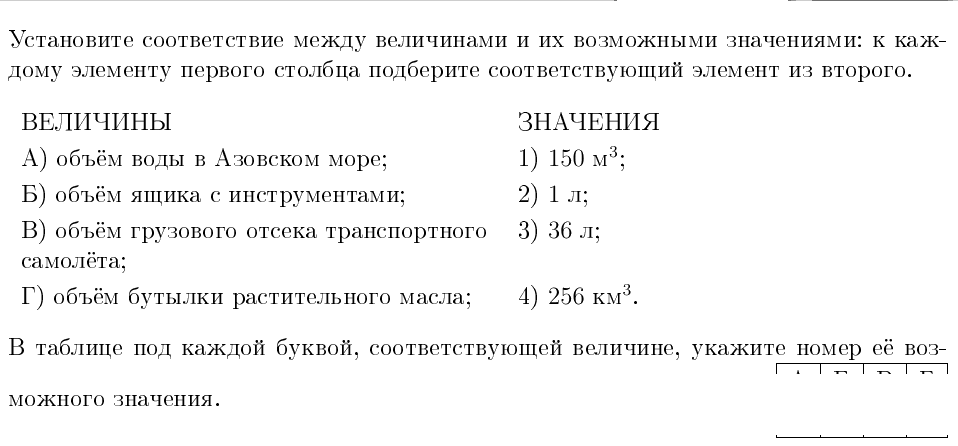 Установите соответствие между величинами и их возможными значениями: к каж-
дому элементу первого столбца подберите соответствующий элемент из второго.
ВЕЛИЧИНЫ ЗНАЧЕНИЯ
А) объём воды в Азовском море; 1) 150 м³;
Б) объём ящика с инструментами; 2) 1 л;
В) объём грузового отсека транспортного 3) 36 л;
самолёта;
Г) объём бутылки растительного масла; 4) 256 км³.
В таблице под каждой буквой, соответствующей величине, укажите номер её воз-
можного значения.